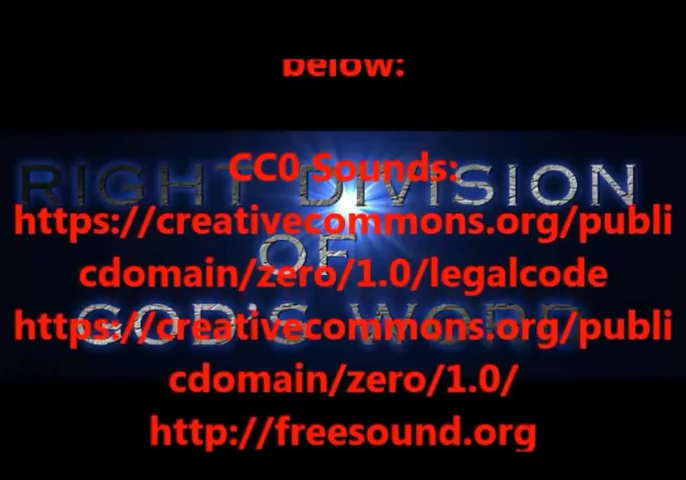 below:
CC0 Sounds:
RIGHT DIVISION
https://creativecommons.org/publi
OF
cdomain/zero/1.0/legalcode
GOD'S WORD
https://creativecommons.org/publi
cdomain/zero/1.0/
http://freesound.org